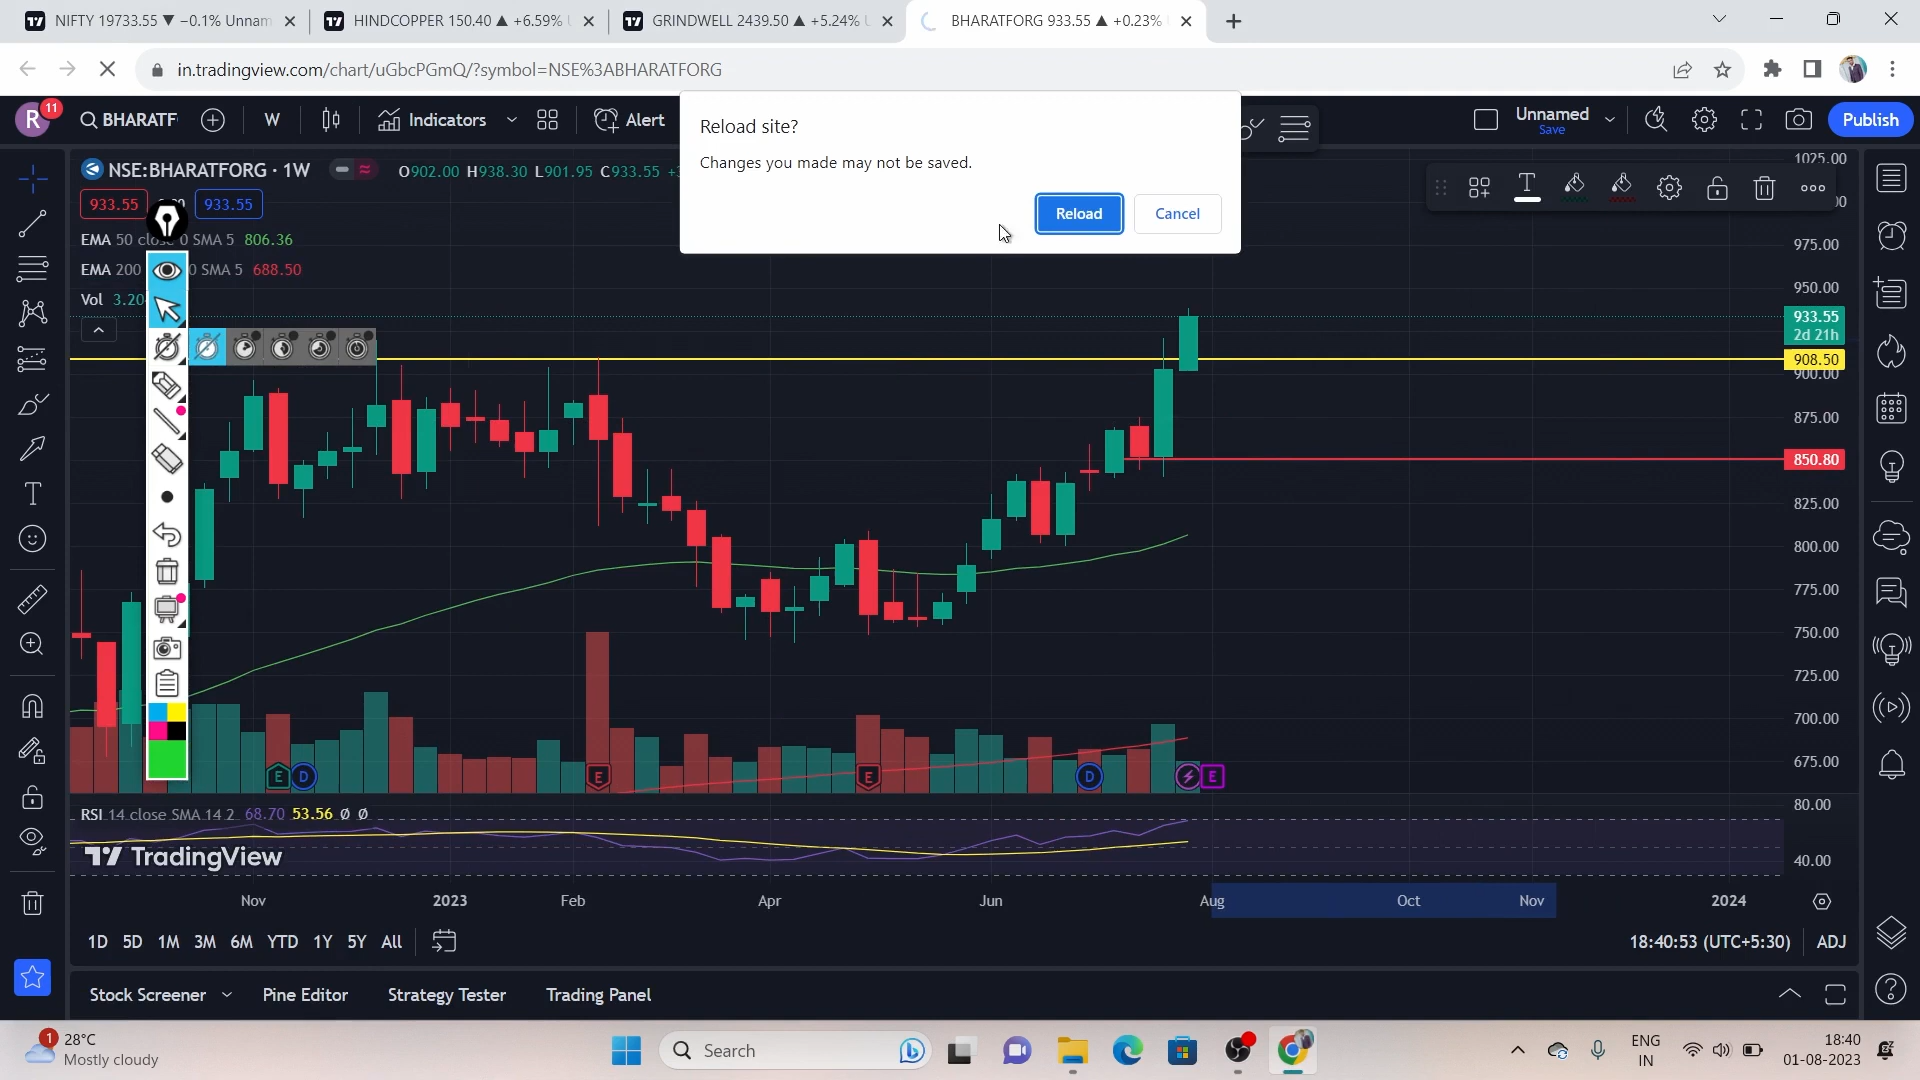 NIFTY 19733.55 ▼ −0.1% Unnam
HINDCOPPER 150.40 ▲ +6.59%
GRINDWELL 2439.50 ▲ +5.24%
BHARATFORG 933.55 ▲ +0.23%
in.tradingview.com/chart/uGbcPGmQ/?symbol=NSE%3ABHARATFORG
R 11
BHARATF
W
Indicators
Alert
Unnamed
Save
Publish
Reload site?
Changes you made may not be saved.
Reload
Cancel
NSE:BHARATFORG · 1W
O902.00 H938.30 L901.95 C933.55
933.55
933.55
EMA 50 clo 0 SMA 5 806.36
EMA 200 0 SMA 5 688.50
Vol 3.20
T
1025.00
975.00
950.00
933.55
2d 21h
908.50
900.00
875.00
850.80
825.00
800.00
775.00
750.00
725.00
700.00
675.00
E D E E D E
RSI 14 close SMA 14 2 68.70 53.56 Ø Ø
80.00
40.00
TradingView
Nov 2023 Feb Apr Jun Aug Oct Nov 2024
1D 5D 1M 3M 6M YTD 1Y 5Y All
18:40:53 (UTC+5:30)
ADJ
Stock Screener
Pine Editor
Strategy Tester
Trading Panel
1
28°C
Mostly cloudy
Search
ENG
IN
18:40
01-08-2023